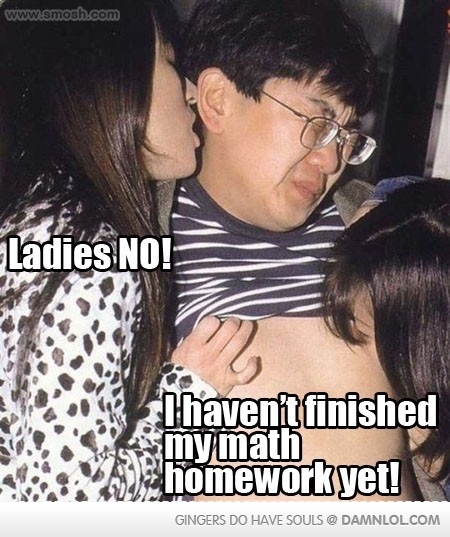 www.smosh.com
Ladies NO!
I haven't finished
my math
homework yet!
GINGERS DO HAVE SOULS @ DAMNLOL.COM